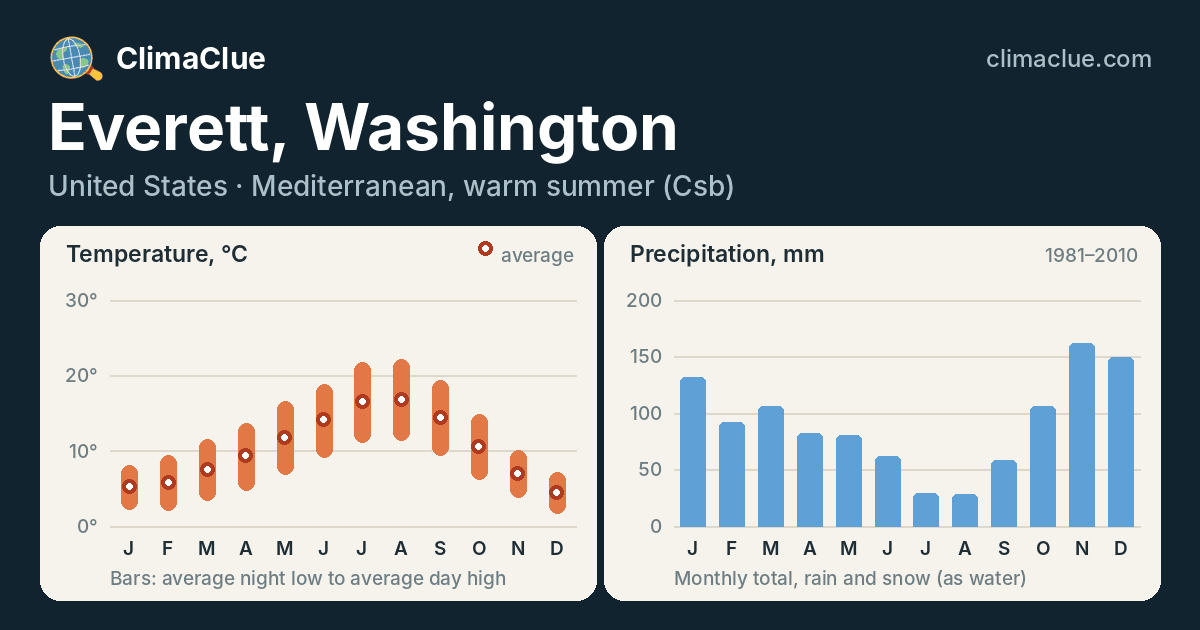 ClimaClue
climaclue.com
Everett, Washington
United States · Mediterranean, warm summer (Csb)
Temperature, °C
average
30°
20°
10°
0°
J F M A M J J A S O N D
Bars: average night low to average day high
Precipitation, mm
1981–2010
200
150
100
50
0
J F M A M J J A S O N D
Monthly total, rain and snow (as water)